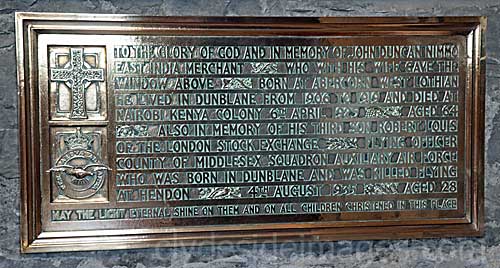 TO THE GLORY OF GOD AND IN MEMORY OF JOHN DUNCAN NIMMO
EAST INDIA MERCHANT WHO WITH HIS WIFE GAVE THE
WINDOW ABOVE BORN AT ABERCORN WEST LOTHIAN
HE LIVED IN DUNBLANE FROM TO AND DIED AT
NAIROBI KENYA COLONY 6TH APRIL AGED 64
ALSO IN MEMORY OF HIS THIRD SON ROBERT LOUIS
OF THE LONDON STOCK EXCHANGE FLYING OFFICER
COUNTY OF MIDDLESEX SQUADRON AUXILIARY AIR FORCE
WHO WAS BORN IN DUNBLANE AND WAS KILLED FLYING
AT HENDON 4TH AUGUST AGED 28
MAY THE LIGHT ETERNAL SHINE ON THEM AND ON ALL CHILDREN CHRISTENED IN THIS PLACE
clydesideimages.com